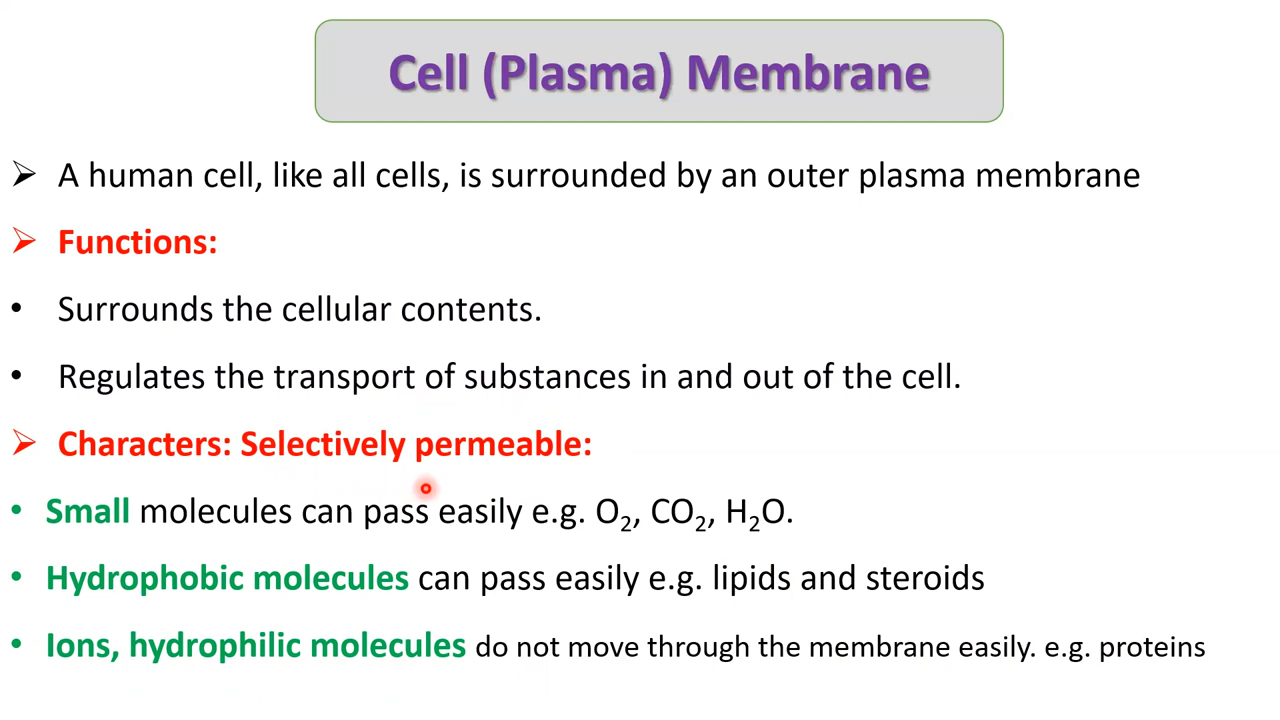 Cell (Plasma) Membrane
➢ A human cell, like all cells, is surrounded by an outer plasma membrane
➢ Functions:
• Surrounds the cellular contents.
• Regulates the transport of substances in and out of the cell.
➢ Characters: Selectively permeable:
• Small molecules can pass easily e.g. O₂, CO₂, H₂O.
• Hydrophobic molecules can pass easily e.g. lipids and steroids
• Ions, hydrophilic molecules do not move through the membrane easily. e.g. proteins